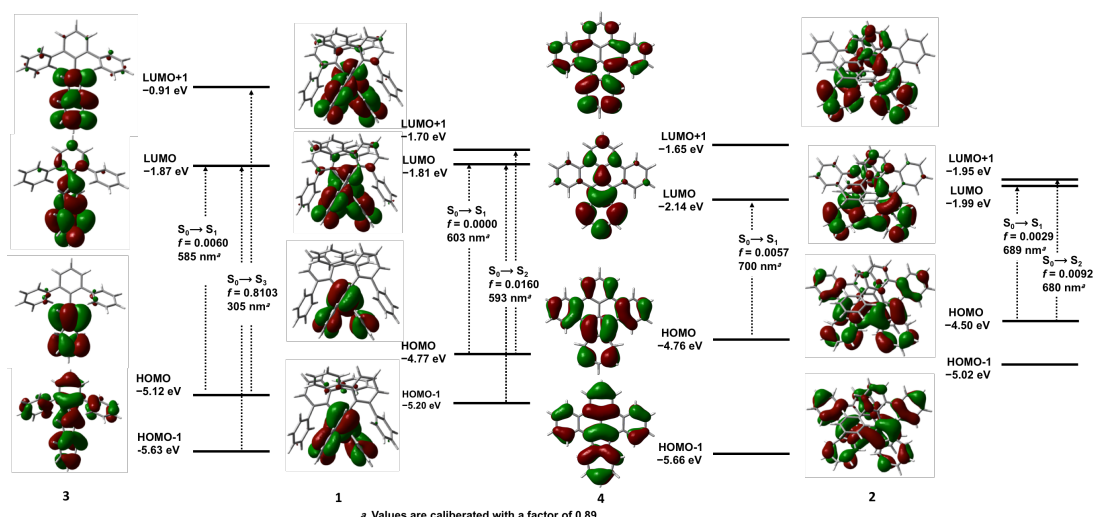 LUMO+1
−0.91 eV
LUMO
−1.87 eV
S₀→ S₁
f = 0.0060
585 nmᵃ
S₀→ S₃
f = 0.8103
305 nmᵃ
HOMO
−5.12 eV
HOMO-1
-5.63 eV
3
LUMO+1
−1.70 eV
LUMO
−1.81 eV
S₀→ S₁
f = 0.0000
603 nmᵃ
S₀→ S₂
f = 0.0160
593 nmᵃ
HOMO
−4.77 eV
HOMO-1
−5.20 eV
1
LUMO+1
−1.65 eV
LUMO
−2.14 eV
S₀→ S₁
f = 0.0057
700 nmᵃ
HOMO
−4.76 eV
HOMO-1
−5.66 eV
4
LUMO+1
−1.95 eV
LUMO
−1.99 eV
S₀→ S₁
f = 0.0029
689 nmᵃ
S₀→ S₂
f = 0.0092
680 nmᵃ
HOMO
−4.50 eV
HOMO-1
−5.02 eV
2
a Values are caliberated with a factor of 0.89